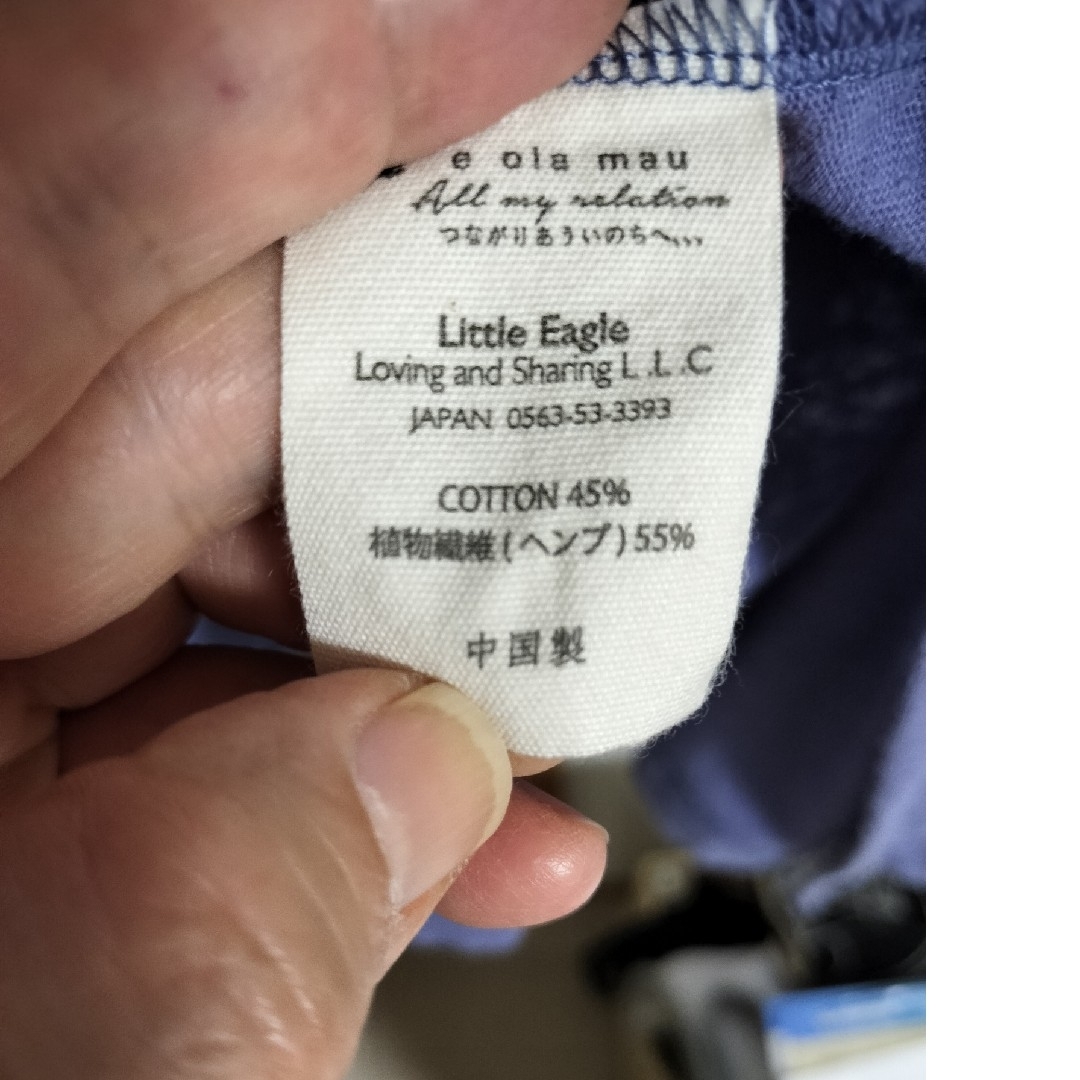 e ola mau
All my relation
つながりあういのちへ、、、
Little Eagle
Loving and Sharing L .L .C
JAPAN 0563-53-3393
COTTON 45%
植物繊維 ( ヘンプ ) 55%
中国製